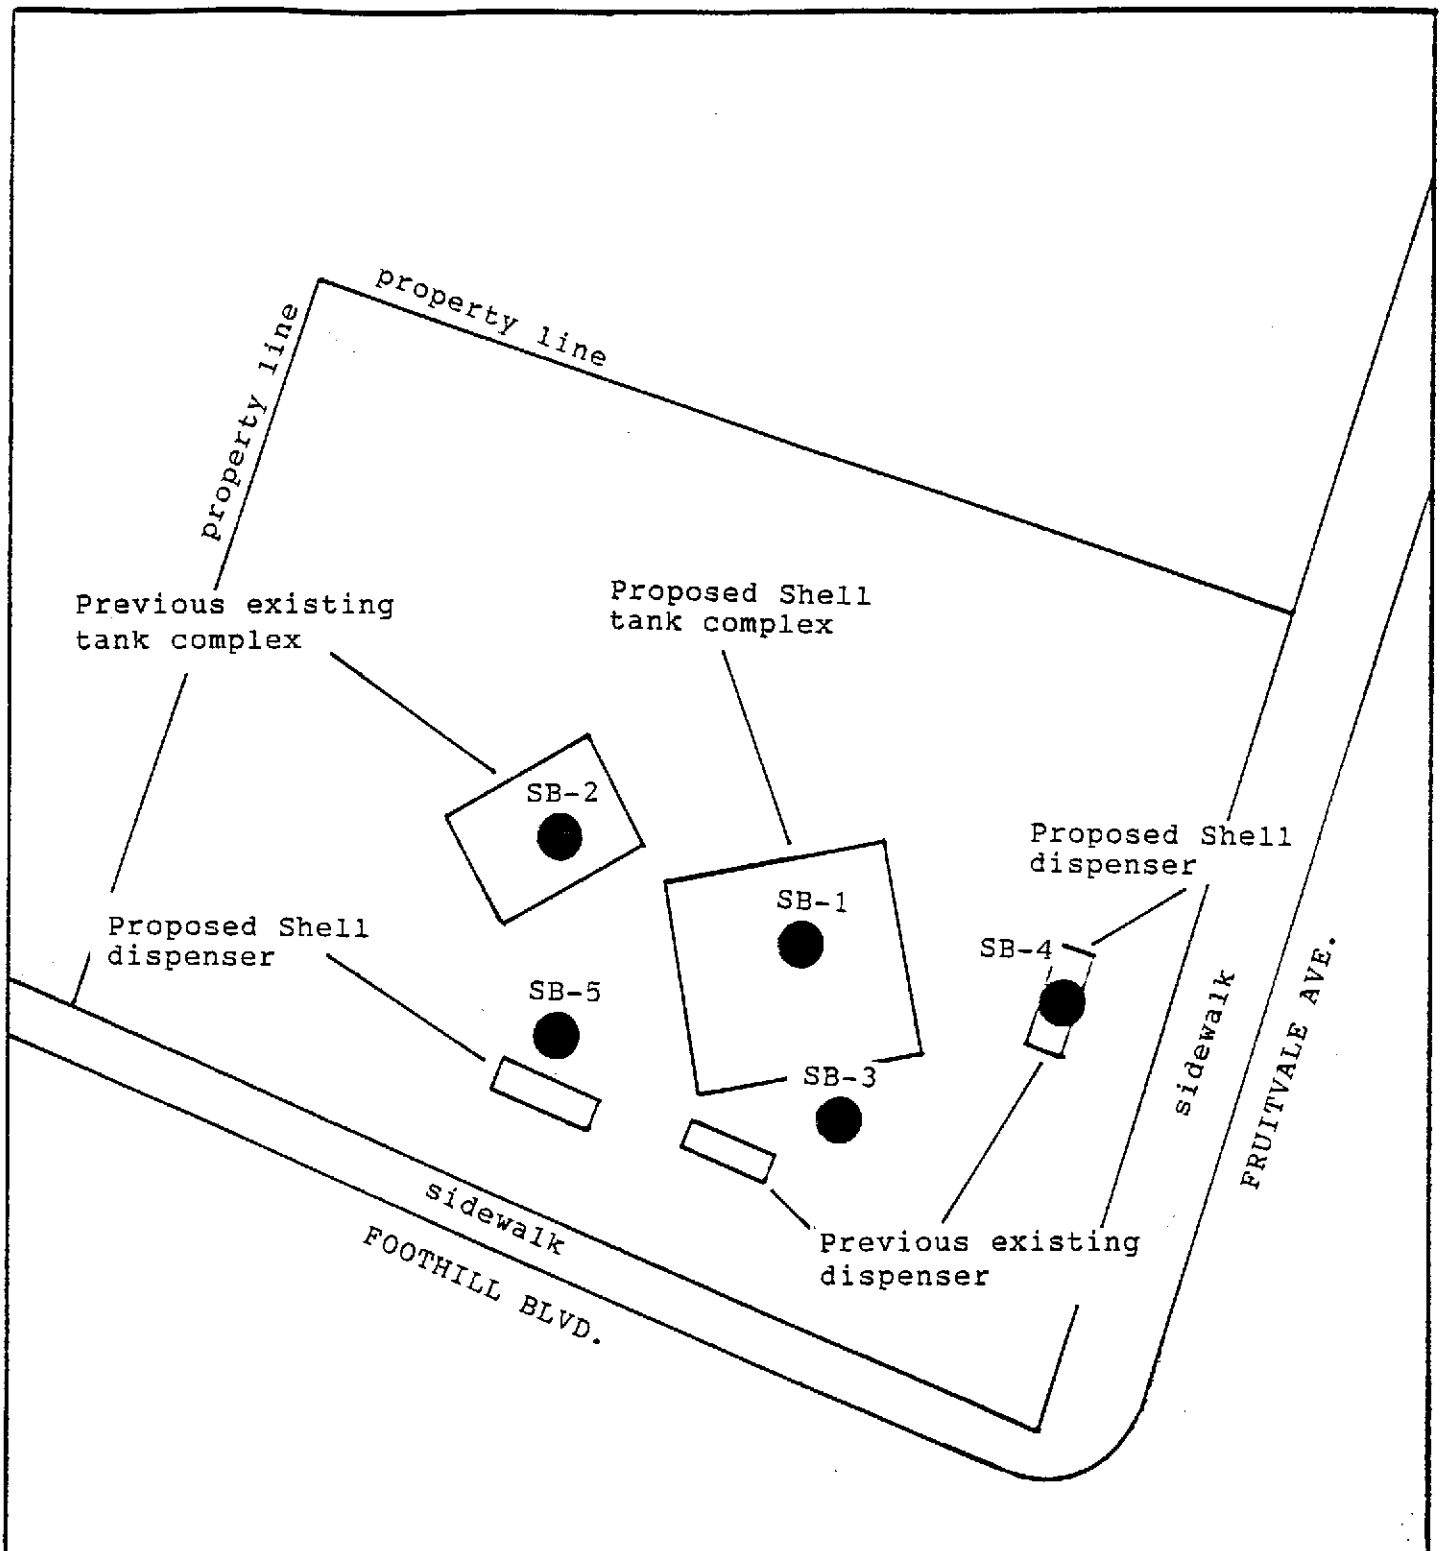 property line
property line
Previous existing
tank complex
Proposed Shell
tank complex
SB-2
Proposed Shell
dispenser
SB-1
Proposed Shell
dispenser
SB-4
SB-5
sidewalk
FRUITVALE AVE.
SB-3
sidewalk
FOOTHILL BLVD.
Previous existing
dispenser